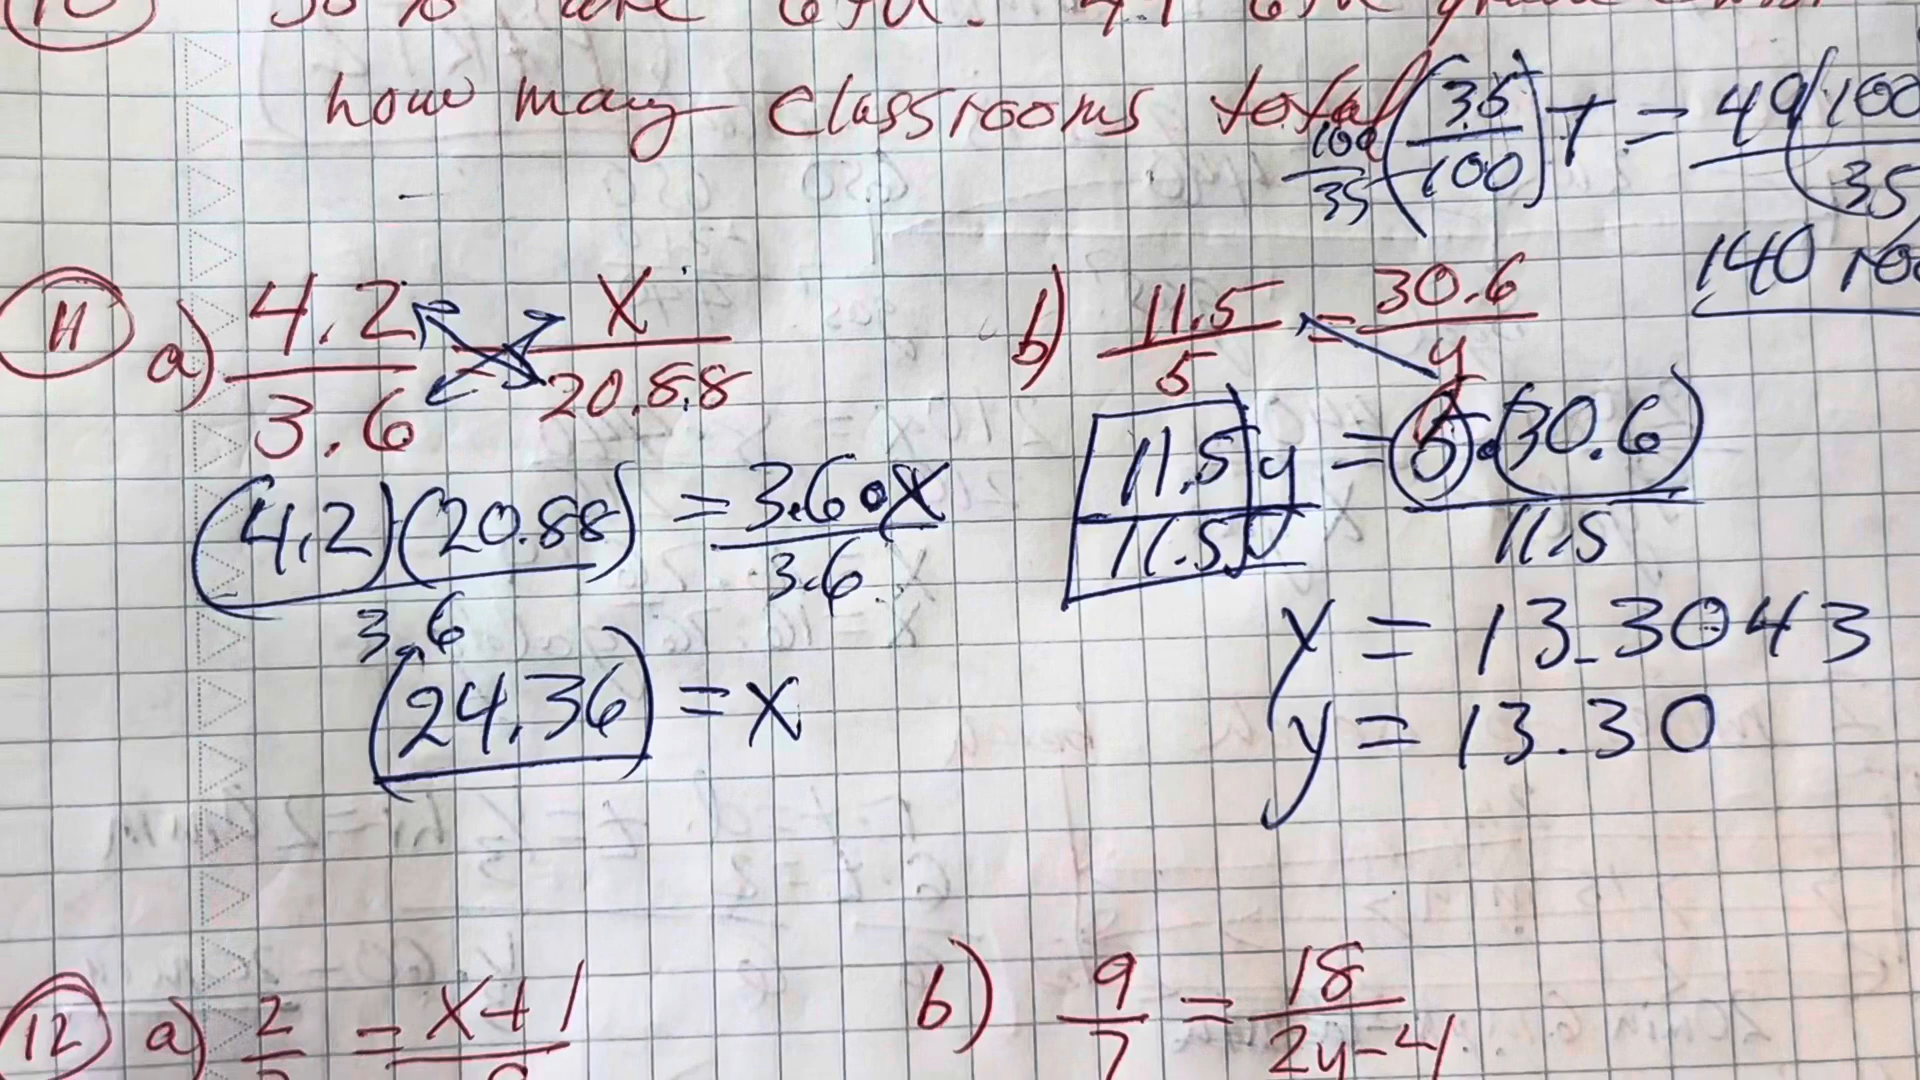 how many classrooms total
100/35 (35/100) T = 49 (100/35
140
11 a) 4.2/3.6 = x/20.88
(4.2)(20.88)/3.6 = 3.6·x/3.6
(24.36) = x
b) 11.5/5 = 30.6/y
11.5y/11.5 = 5·(30.6)/11.5
y = 13.3043
y = 13.30
12 a) 2/ = x+1/
b) 9/7 = 18/2y-4